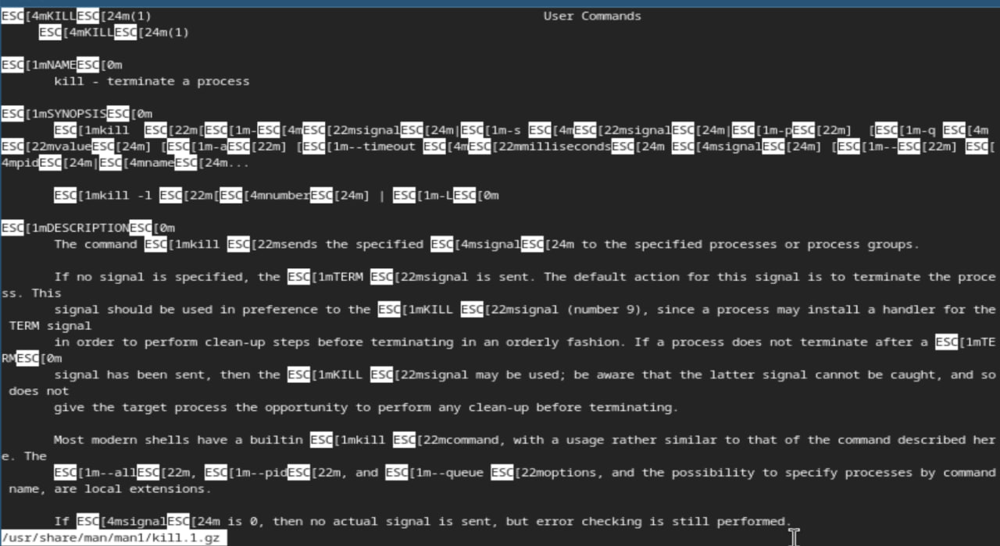 ESC[4mKILLESC[24m(1)                                                    User Commands
     ESC[4mKILLESC[24m(1)

ESC[1mNAMEESC[0m
       kill - terminate a process

ESC[1mSYNOPSISESC[0m
       ESC[1mkill  ESC[22m[ESC[1m-ESC[4mESC[22msignalESC[24m|ESC[1m-s ESC[4mESC[22msignalESC[24m|ESC[1m-pESC[22m]  [ESC[1m-q ESC[4m
ESC[22mvalueESC[24m] [ESC[1m-aESC[22m] [ESC[1m--timeout ESC[4mESC[22mmillisecondsESC[24m ESC[4msignalESC[24m] [ESC[1m--ESC[22m] ESC[
4mpidESC[24m|ESC[4mnameESC[24m...

       ESC[1mkill -l ESC[22m[ESC[4mnumberESC[24m] | ESC[1m-LESC[0m

ESC[1mDESCRIPTIONESC[0m
       The command ESC[1mkill ESC[22msends the specified ESC[4msignalESC[24m to the specified processes or process groups.

       If no signal is specified, the ESC[1mTERM ESC[22msignal is sent. The default action for this signal is to terminate the proce
ss. This
       signal should be used in preference to the ESC[1mKILL ESC[22msignal (number 9), since a process may install a handler for the
 TERM signal
       in order to perform clean-up steps before terminating in an orderly fashion. If a process does not terminate after a ESC[1mTE
RMESC[0m
       signal has been sent, then the ESC[1mKILL ESC[22msignal may be used; be aware that the latter signal cannot be caught, and so
 does not
       give the target process the opportunity to perform any clean-up before terminating.

       Most modern shells have a builtin ESC[1mkill ESC[22mcommand, with a usage rather similar to that of the command described her
e. The
       ESC[1m--allESC[22m, ESC[1m--pidESC[22m, and ESC[1m--queue ESC[22moptions, and the possibility to specify processes by command
 name, are local extensions.

       If ESC[4msignalESC[24m is 0, then no actual signal is sent, but error checking is still performed.
/usr/share/man/man1/kill.1.gz